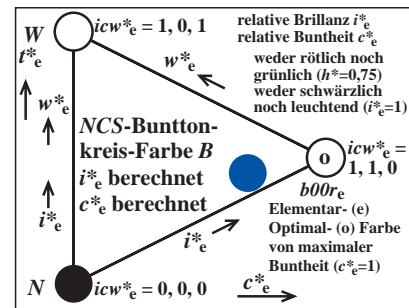 W
icw*e = 1, 0, 1
t*e
relative Brillanz i*e
relative Buntheit c*e
weder rötlich noch
grünlich (h*=0,75)
weder schwärzlich
noch leuchtend (i*e=1)
w*e
w*e
NCS-Buntton-
kreis-Farbe B
i*e berechnet
c*e berechnet
o
icw*e =
1, 1, 0
b00re
i*e
i*e
Elementar- (e)
Optimal- (o) Farbe
von maximaler
Buntheit (c*e=1)
N
icw*e = 0, 0, 0
c*e